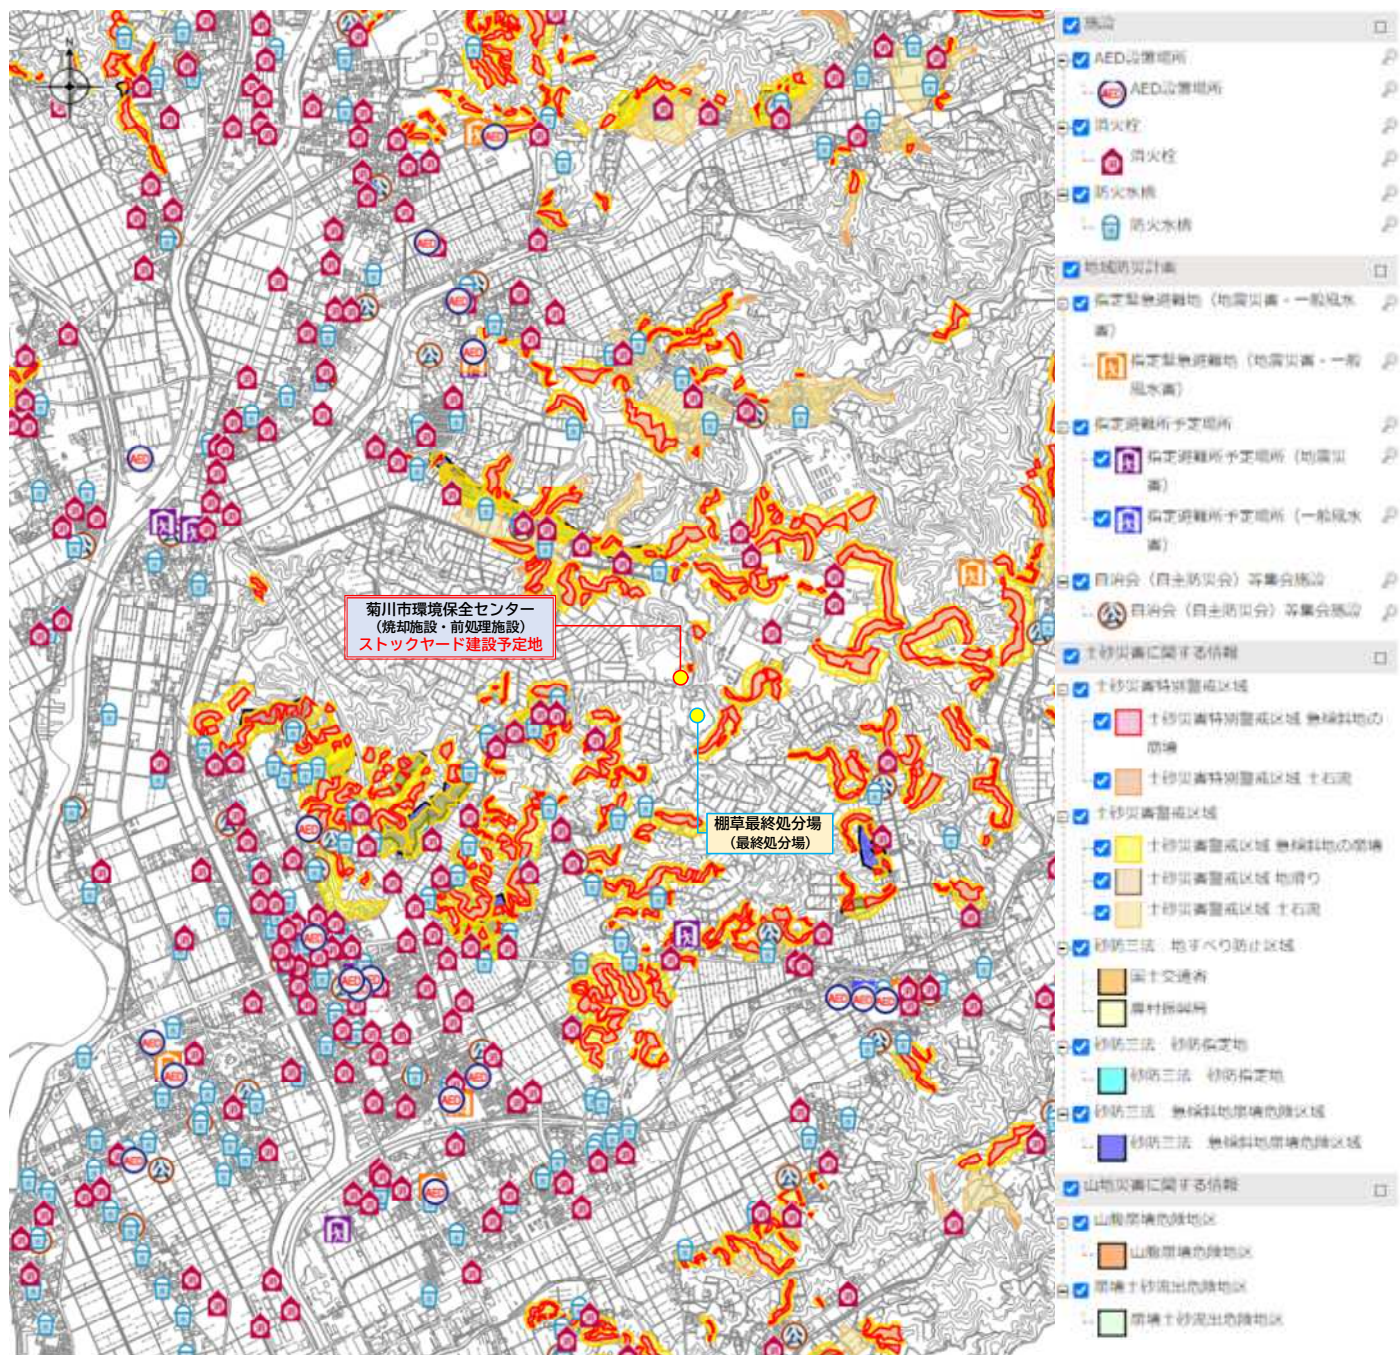 菊川市環境保全センター
(焼却施設・前処理施設)
ストックヤード建設予定地
棚草最終処分場
(最終処分場)
N
AED
施設
AED設置場所
AED設置場所
消火栓
消火栓
防火水槽
防火水槽
地域防災計画
指定緊急避難地(地震災害・一般風水
害)
指定緊急避難地(地震災害・一般
風水害)
指定避難所予定場所
指定避難所予定場所(地震災
害)
指定避難所予定場所(一般風水
害)
自治会(自主防災会)等集会施設
自治会(自主防災会)等集会施設
土砂災害に関する情報
土砂災害特別警戒区域
土砂災害特別警戒区域 急傾斜地の
崩壊
土砂災害特別警戒区域 土石流
土砂災害警戒区域
土砂災害警戒区域 急傾斜地の崩壊
土砂災害警戒区域 地滑り
土砂災害警戒区域 土石流
砂防三法 地すべり防止区域
国土交通省
農村振興局
砂防三法 砂防指定地
砂防三法 砂防指定地
砂防三法 急傾斜地崩壊危険区域
砂防三法 急傾斜地崩壊危険区域
山地災害に関する情報
山腹崩壊危険地区
山腹崩壊危険地区
崩壊土砂流出危険地区
崩壊土砂流出危険地区